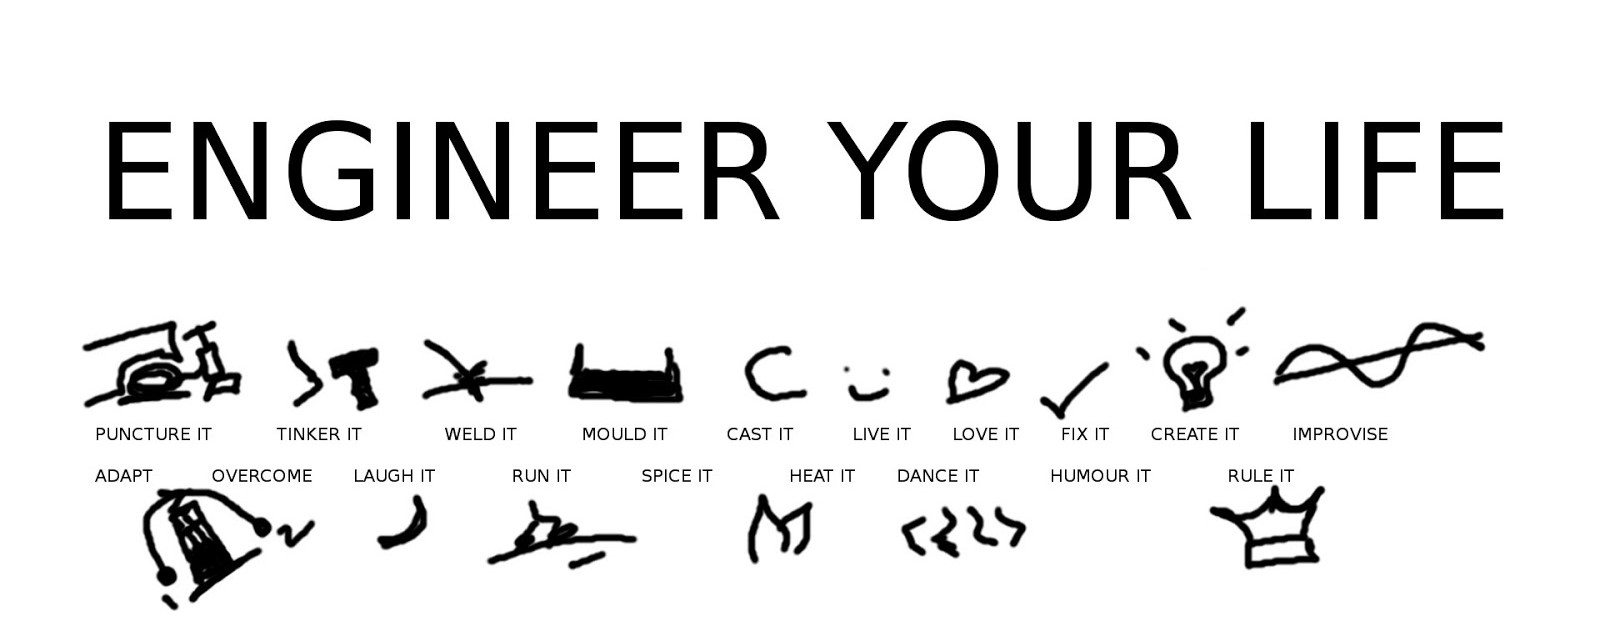 ENGINEER YOUR LIFE
PUNCTURE IT TINKER IT WELD IT MOULD IT CAST IT LIVE IT LOVE IT FIX IT CREATE IT IMPROVISE
ADAPT OVERCOME LAUGH IT RUN IT SPICE IT HEAT IT DANCE IT HUMOUR IT RULE IT